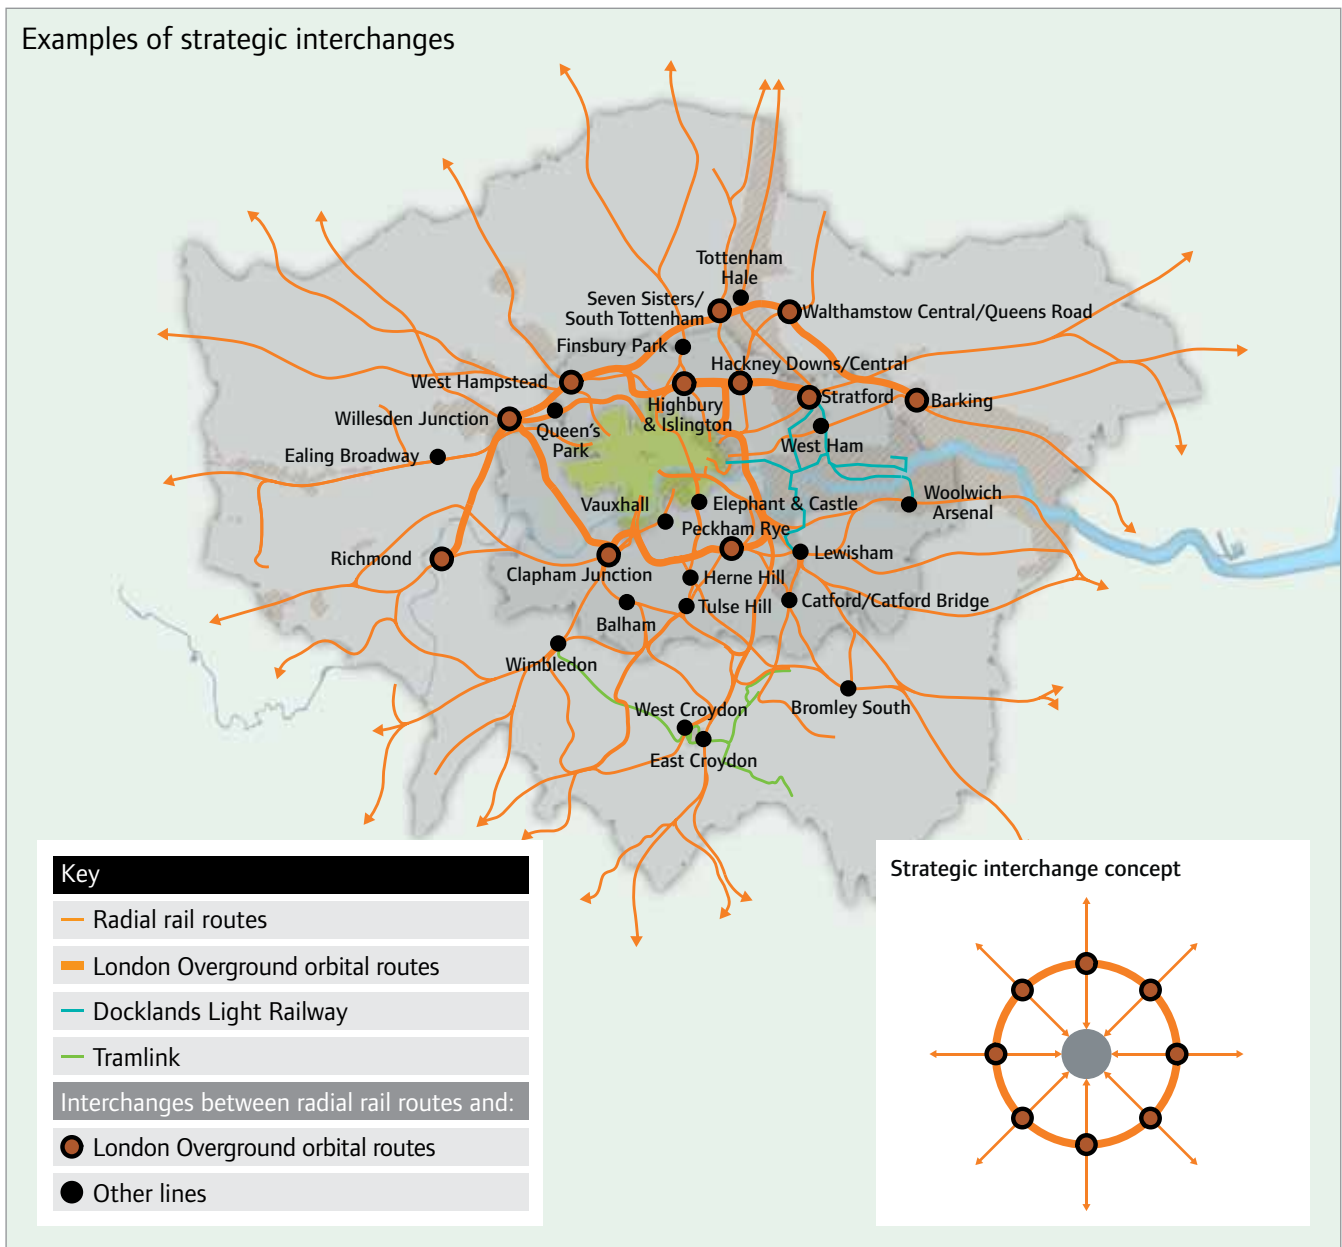 Examples of strategic interchanges
Tottenham
Hale
Seven Sisters/
South Tottenham
Walthamstow Central/Queens Road
Finsbury Park
Hackney Downs/Central
West Hampstead
Stratford
Barking
Highbury
& Islington
Willesden Junction
Queen's
Park
West Ham
Ealing Broadway
Woolwich
Arsenal
Vauxhall
Elephant & Castle
Peckham Rye
Lewisham
Richmond
Clapham Junction
Herne Hill
Tulse Hill
Catford/Catford Bridge
Balham
Wimbledon
West Croydon
Bromley South
East Croydon
Key
Radial rail routes
London Overground orbital routes
Docklands Light Railway
Tramlink
Interchanges between radial rail routes and:
London Overground orbital routes
Other lines
Strategic interchange concept